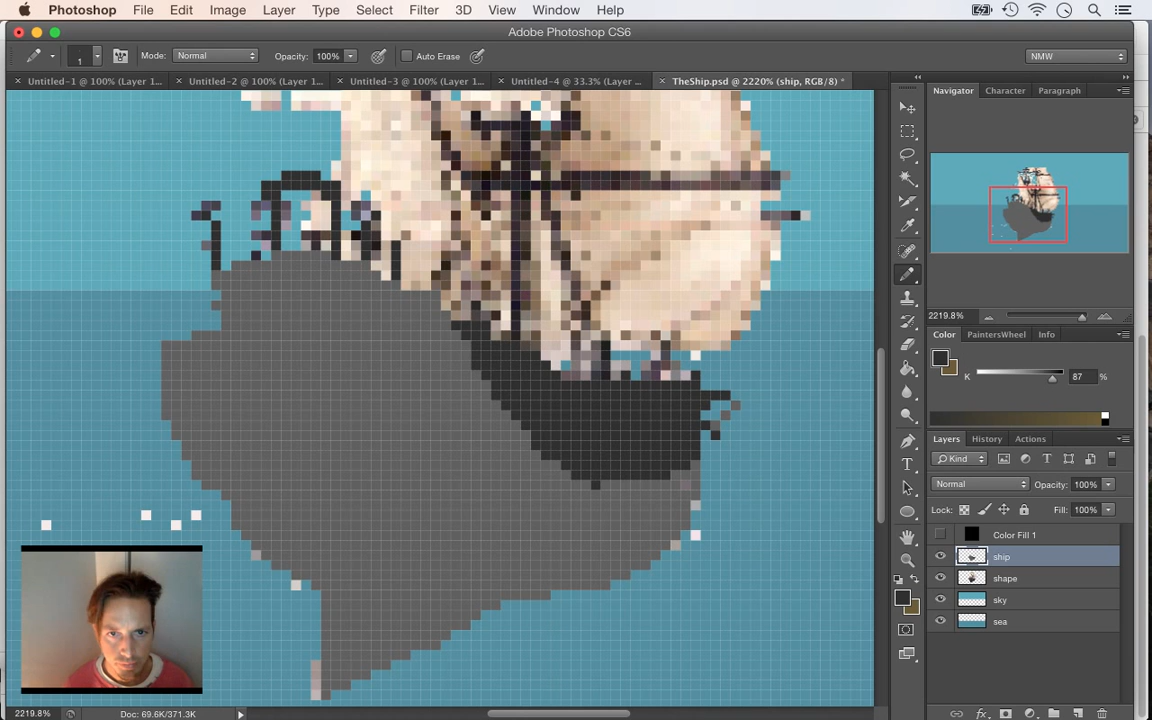 Photoshop File Edit Image Layer Type Select Filter 3D View Window Help
Adobe Photoshop CS6
1 Mode: Normal Opacity: 100% Auto Erase NMW
Untitled-1 @ 100% (Layer 1... Untitled-2 @ 100% (Layer 1... Untitled-3 @ 100% (Layer 1... Untitled-4 @ 33.3% (Layer ... TheShip.psd @ 2220% (ship, RGB/8) *
Navigator Character Paragraph
2219.8%
Color PaintersWheel Info
K 87 %
Layers History Actions
Kind
Normal Opacity: 100%
Lock: Fill: 100%
Color Fill 1
ship
shape
sky
sea
2219.8% Doc: 69.6K/371.3K